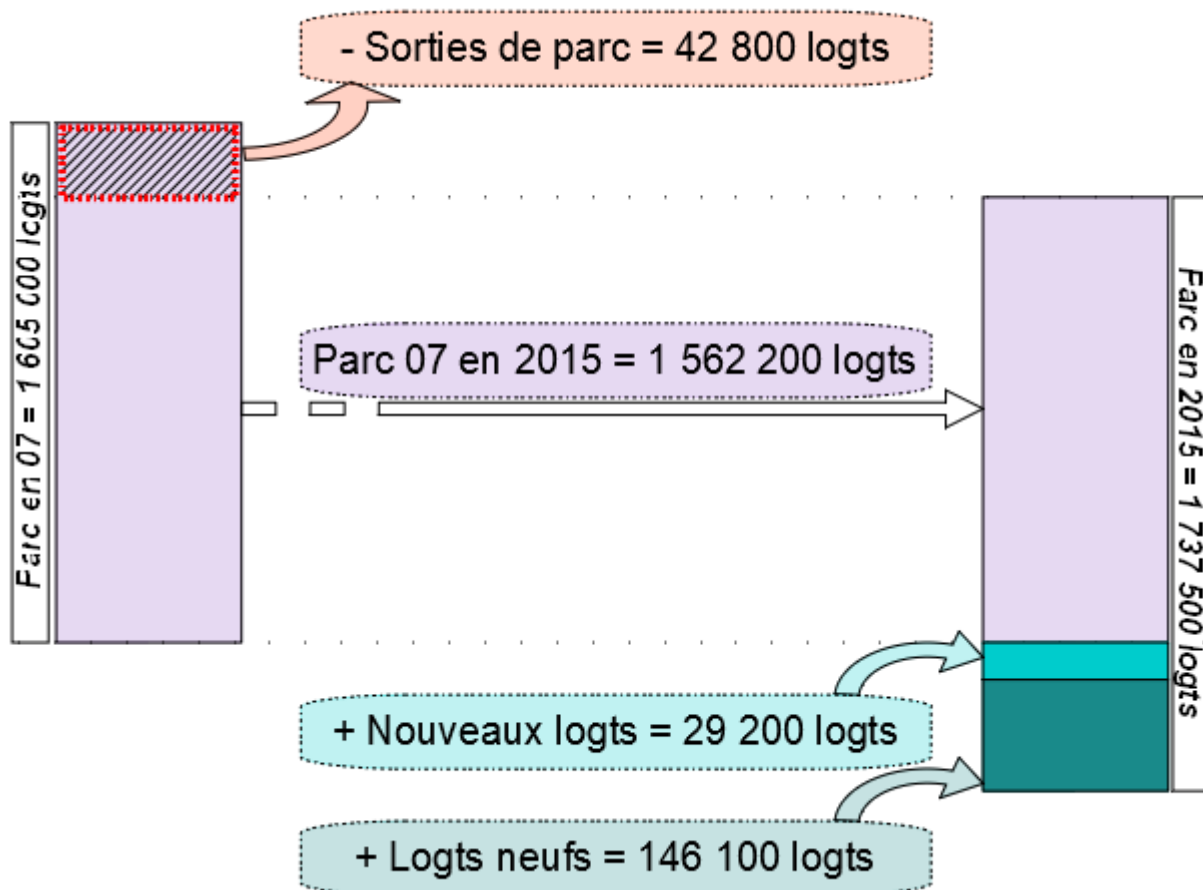 - Sorties de parc = 42 800 logts
Parc en 07 = 1 605 000 logts
Parc 07 en 2015 = 1 562 200 logts
Parc en 2015 = 1 737 500 logts
+ Nouveaux logts = 29 200 logts
+ Logts neufs = 146 100 logts